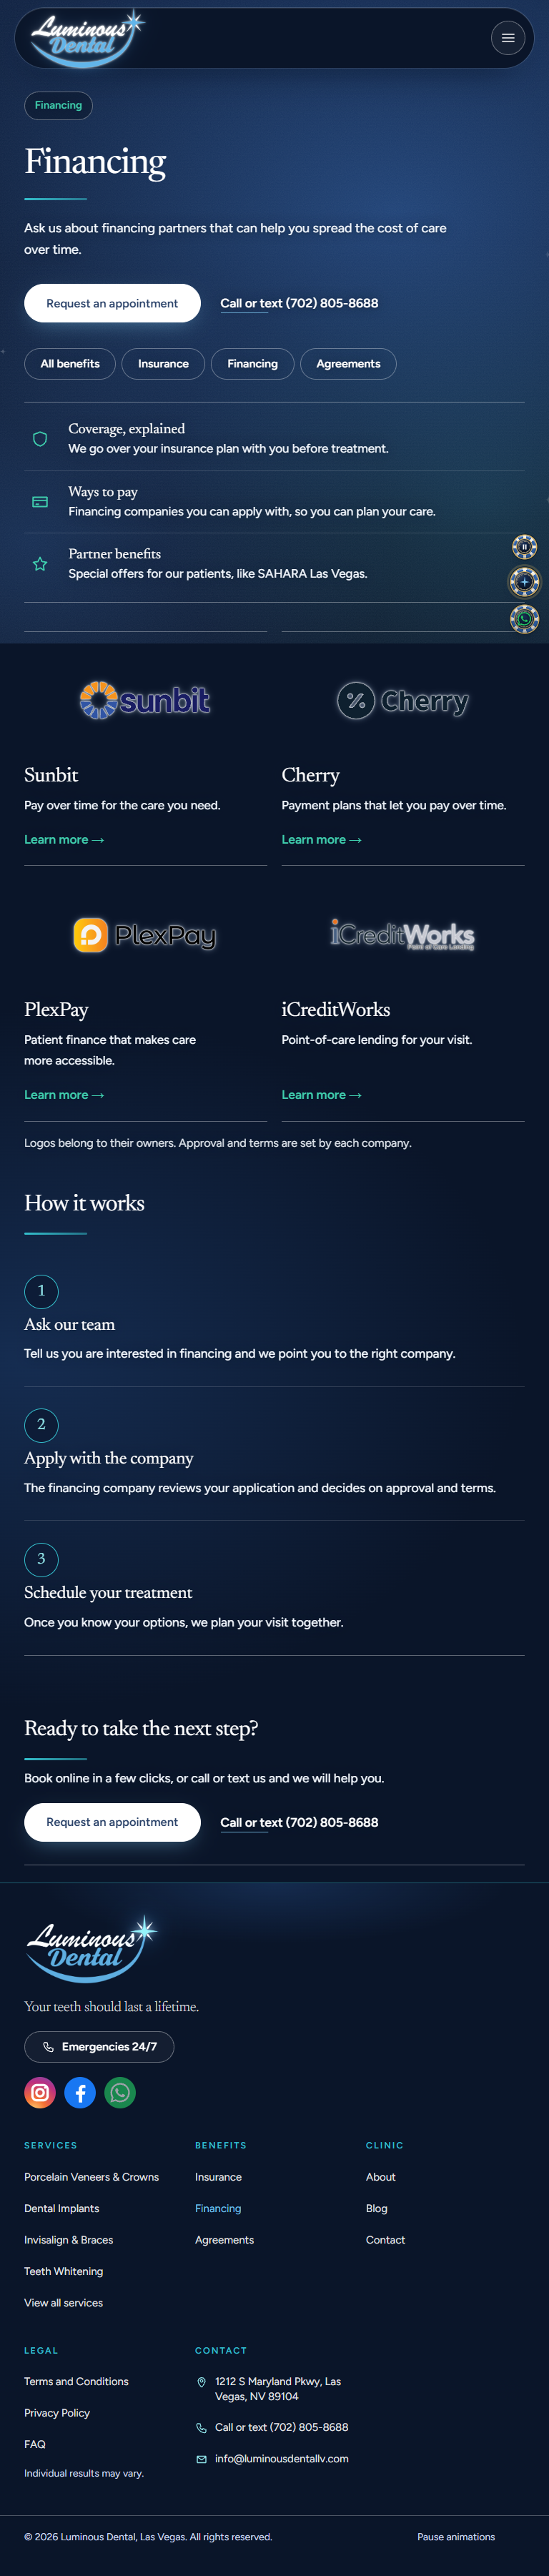 Luminous
Dental
Financing
Financing
Ask us about financing partners that can help you spread the cost of care
over time.
Request an appointment
Call or text (702) 805-8688
All benefits
Insurance
Financing
Agreements
Coverage, explained
We go over your insurance plan with you before treatment.
Ways to pay
Financing companies you can apply with, so you can plan your care.
Partner benefits
Special offers for our patients, like SAHARA Las Vegas.
sunbit
Cherry
Sunbit
Pay over time for the care you need.
Learn more →
Cherry
Payment plans that let you pay over time.
Learn more →
PlexPay
iCreditWorks
Point of Care Lending
PlexPay
Patient finance that makes care
more accessible.
Learn more →
iCreditWorks
Point-of-care lending for your visit.
Learn more →
Logos belong to their owners. Approval and terms are set by each company.
How it works
1
Ask our team
Tell us you are interested in financing and we point you to the right company.
2
Apply with the company
The financing company reviews your application and decides on approval and terms.
3
Schedule your treatment
Once you know your options, we plan your visit together.
Ready to take the next step?
Book online in a few clicks, or call or text us and we will help you.
Request an appointment
Call or text (702) 805-8688
Luminous
Dental
Your teeth should last a lifetime.
Emergencies 24/7
SERVICES
Porcelain Veneers & Crowns
Dental Implants
Invisalign & Braces
Teeth Whitening
View all services
BENEFITS
Insurance
Financing
Agreements
CLINIC
About
Blog
Contact
LEGAL
Terms and Conditions
Privacy Policy
FAQ
Individual results may vary.
CONTACT
1212 S Maryland Pkwy, Las
Vegas, NV 89104
Call or text (702) 805-8688
info@luminousdentallv.com
© 2026 Luminous Dental, Las Vegas. All rights reserved.
Pause animations